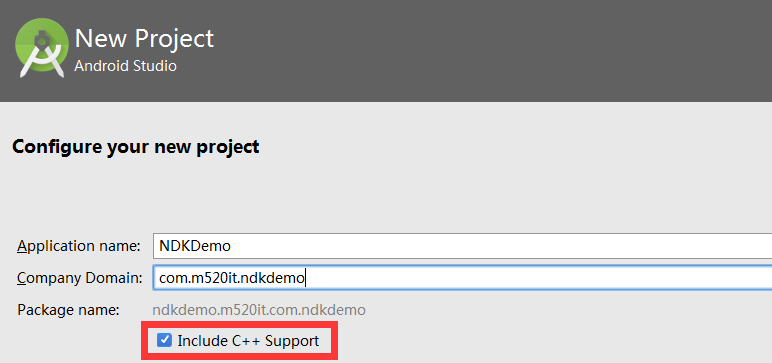 New Project
Android Studio
Configure your new project
Application name: NDKDemo
Company Domain: com.m520it.ndkdemo
Package name: ndkdemo.m520it.com.ndkdemo
Include C++ Support